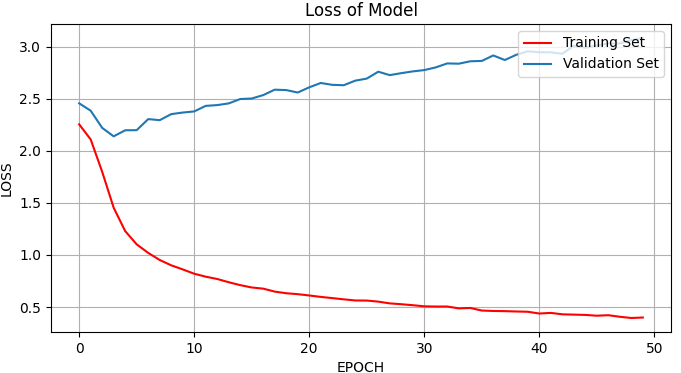 Loss of Model
Training Set
Validation Set
LOSS
3.0
2.5
2.0
1.5
1.0
0.5
0 10 20 30 40 50
EPOCH